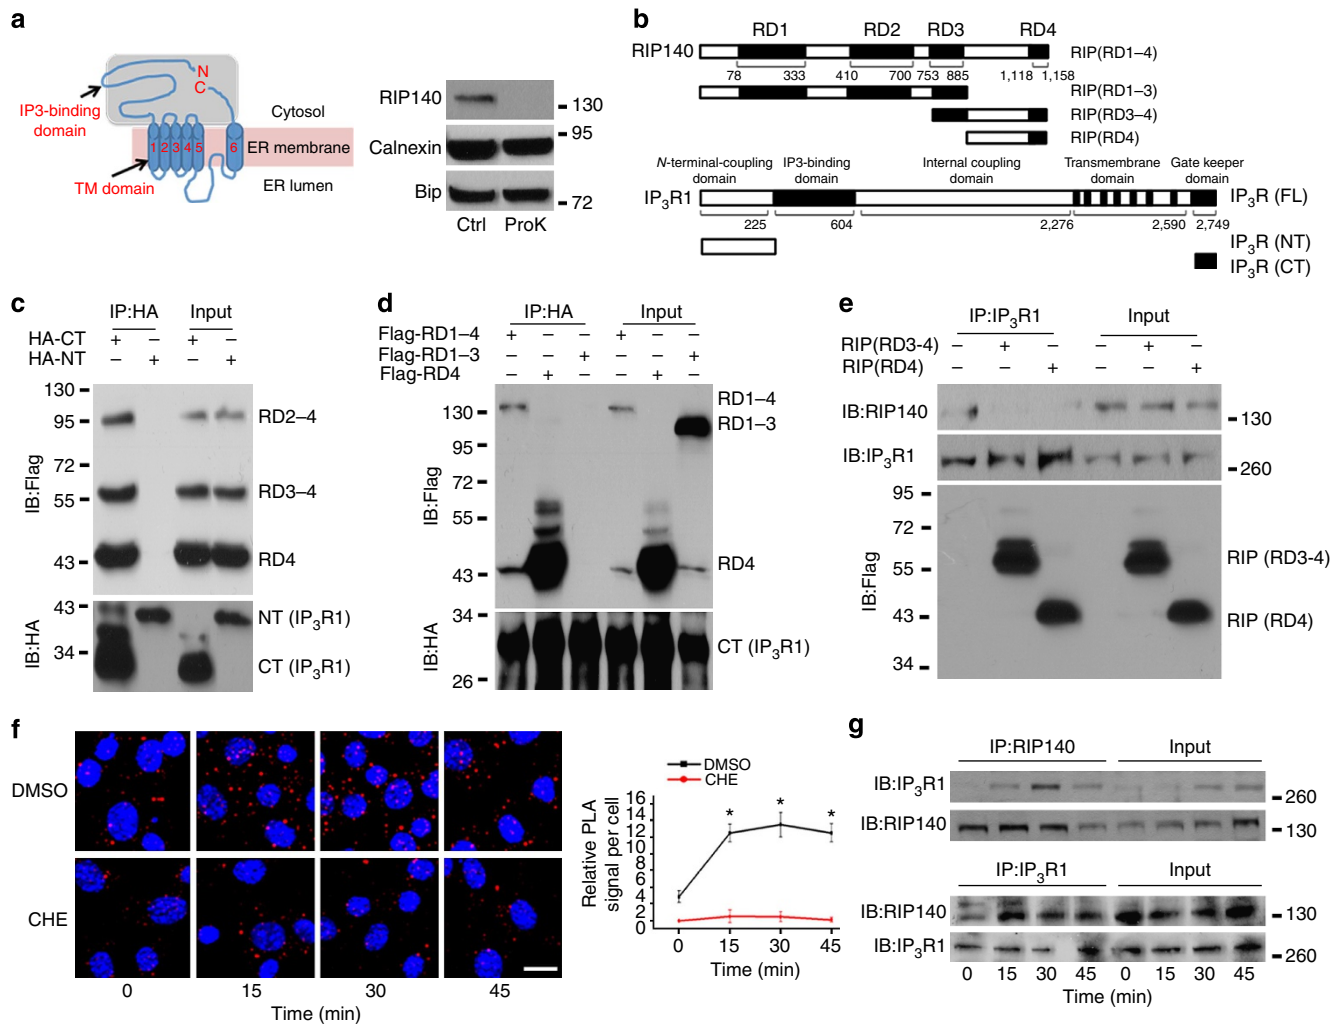 a
N
C
IP3-binding
domain
Cytosol
1 2 3 4 5 6
ER membrane
TM domain
ER lumen
RIP140
130
95
Calnexin
Bip
72
Ctrl ProK
b
RD1 RD2 RD3 RD4
RIP140 RIP(RD1–4)
78 333 410 700 753 885 1,118 1,158
RIP(RD1–3)
RIP(RD3–4)
RIP(RD4)
N-terminal-coupling domain
IP3-binding domain
Internal coupling domain
Transmembrane domain
Gate keeper domain
IP3R1 IP3R (FL)
225 604 2,276 2,590 2,749
IP3R (NT)
IP3R (CT)
c
IP:HA Input
HA-CT + – + –
HA-NT – + – +
130
95 RD2–4
72
RD3–4
55
RD4
43
IB:Flag
43 NT (IP3R1)
34 CT (IP3R1)
IB:HA
d
IP:HA Input
Flag-RD1–4 + – – + – –
Flag-RD1–3 – – + – – +
Flag-RD4 – + – – + –
RD1–4
130
RD1–3
95
72
55
RD4
43
IB:Flag
34
CT (IP3R1)
26
IB:HA
e
IP:IP3R1 Input
RIP(RD3-4) – + – – + –
RIP(RD4) – – + – – +
IB:RIP140 130
IB:IP3R1 260
95
72
RIP (RD3-4)
55
43 RIP (RD4)
34
IB:Flag
f
DMSO
CHE
0 15 30 45
Time (min)
DMSO
CHE
Relative PLA
signal per cell
16
14
12
10
8
6
4
2
2
0
* * *
0 15 30 45
Time (min)
g
IP:RIP140 Input
IB:IP3R1 260
IB:RIP140 130
IP:IP3R1 Input
IB:RIP140 130
IB:IP3R1 260
0 15 30 45 0 15 30 45
Time (min)